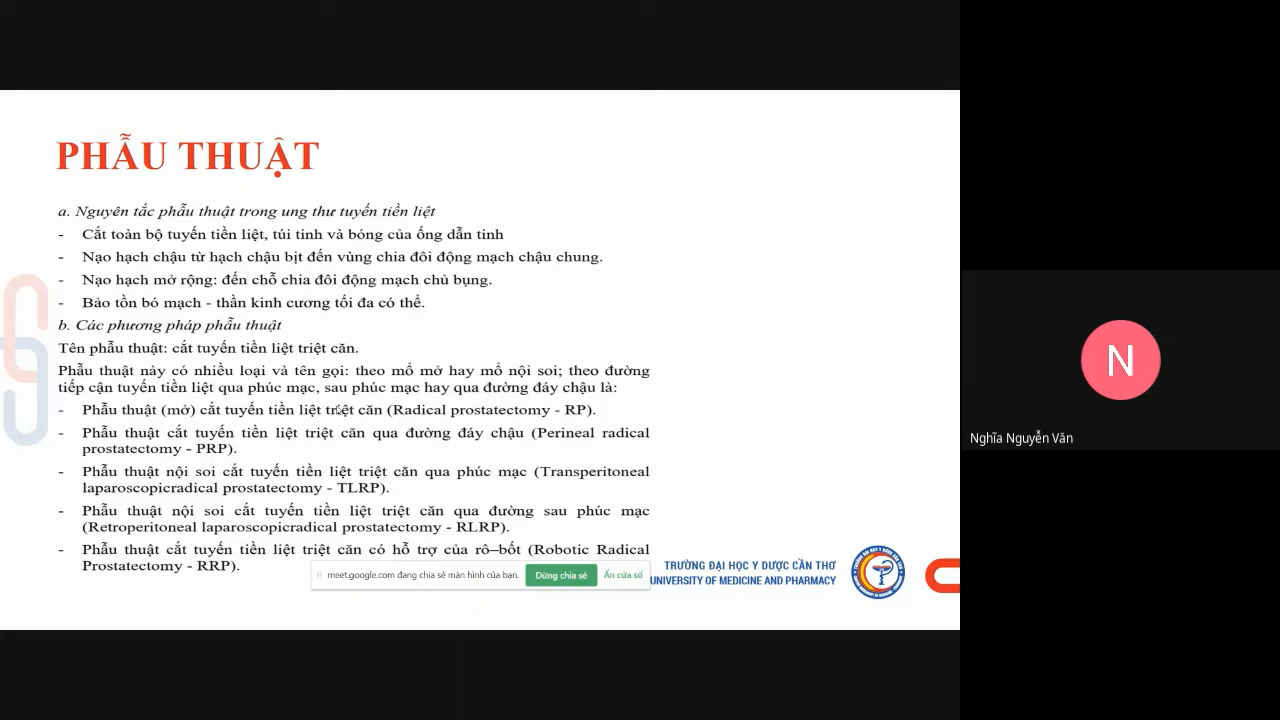 PHẪU THUẬT
a. Nguyên tắc phẫu thuật trong ung thư tuyến tiền liệt
- Cắt toàn bộ tuyến tiền liệt, túi tinh và bóng của ống dẫn tinh
- Nạo hạch chậu từ hạch chậu bịt đến vùng chia đôi động mạch chậu chung.
- Nạo hạch mở rộng: đến chỗ chia đôi động mạch chủ bụng.
- Bảo tồn bó mạch - thần kinh cương tối đa có thể.
b. Các phương pháp phẫu thuật
Tên phẫu thuật: cắt tuyến tiền liệt triệt căn.
Phẫu thuật này có nhiều loại và tên gọi: theo mổ mở hay mổ nội soi; theo đường
tiếp cận tuyến tiền liệt qua phúc mạc, sau phúc mạc hay qua đường đáy chậu là:
- Phẫu thuật (mở) cắt tuyến tiền liệt triệt căn (Radical prostatectomy - RP).
- Phẫu thuật cắt tuyến tiền liệt triệt căn qua đường đáy chậu (Perineal radical
prostatectomy - PRP).
- Phẫu thuật nội soi cắt tuyến tiền liệt triệt căn qua phúc mạc (Transperitoneal
laparoscopicradical prostatectomy - TLRP).
- Phẫu thuật nội soi cắt tuyến tiền liệt triệt căn qua đường sau phúc mạc
(Retroperitoneal laparoscopicradical prostatectomy - RLRP).
- Phẫu thuật cắt tuyến tiền liệt triệt căn có hỗ trợ của rô–bốt (Robotic Radical
Prostatectomy - RRP).
meet.google.com đang chia sẻ màn hình của bạn. Dừng chia sẻ Ẩn cửa sổ
TRƯỜNG ĐẠI HỌC Y DƯỢC CẦN THƠ
UNIVERSITY OF MEDICINE AND PHARMACY
N
Nghĩa Nguyễn Văn